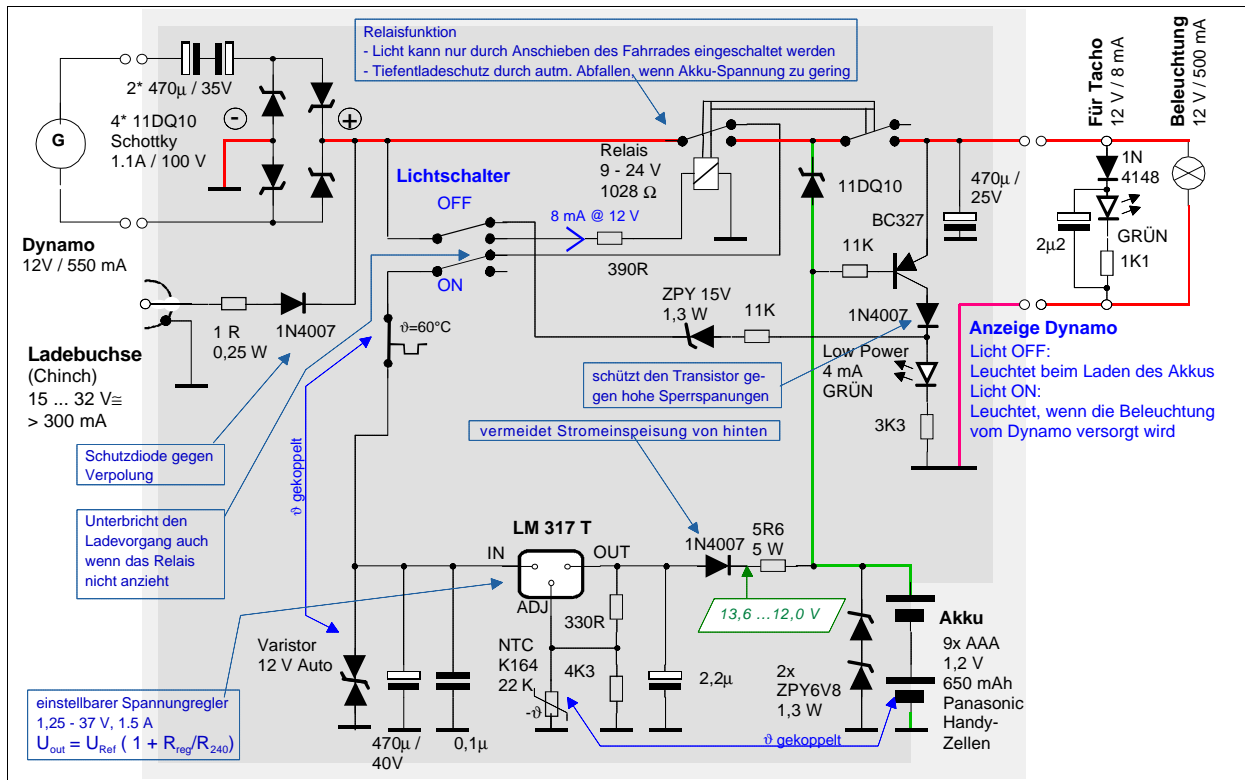 Relaisfunktion
- Licht kann nur durch Anschieben des Fahrrades eingeschaltet werden
- Tiefentladeschutz durch autm. Abfallen, wenn Akku-Spannung zu gering
2* 470µ / 35V
4* 11DQ10
Schottky
1.1A / 100 V
-
+
G
Dynamo
12V / 550 mA
Lichtschalter
OFF
ON
8 mA @ 12 V
390R
Relais
9 - 24 V
1028 Ω
11DQ10
BC327
470µ /
25V
Für Tacho
12 V / 8 mA
Beleuchtung
12 V / 500 mA
1N
4148
GRÜN
2µ2
1K1
11K
1N4007
ZPY 15V
1,3 W
11K
Low Power
4 mA
GRÜN
3K3
Anzeige Dynamo
Licht OFF:
Leuchtet beim Laden des Akkus
Licht ON:
Leuchtet, wenn die Beleuchtung
vom Dynamo versorgt wird
1 R
0,25 W
1N4007
Ladebuchse
(Chinch)
15 ... 32 V≅
> 300 mA
ϑ=60°C
schützt den Transistor ge-
gen hohe Sperrspanungen
vermeidet Stromeinspeisung von hinten
Schutzdiode gegen
Verpolung
ϑ gekoppelt
Unterbricht den
Ladevorgang auch
wenn das Relais
nicht anzieht
LM 317 T
IN
OUT
ADJ
1N4007
5R6
5 W
13,6 ...12,0 V
330R
Varistor
12 V Auto
NTC
K164
22 K
-ϑ
4K3
2,2µ
2x
ZPY6V8
1,3 W
Akku
9x AAA
1,2 V
650 mAh
Panasonic
Handy-
Zellen
einstellbarer Spannungregler
1,25 - 37 V, 1.5 A
Uout = URef ( 1 + Rreg/R240)
470µ /
40V
0,1µ
ϑ gekoppelt